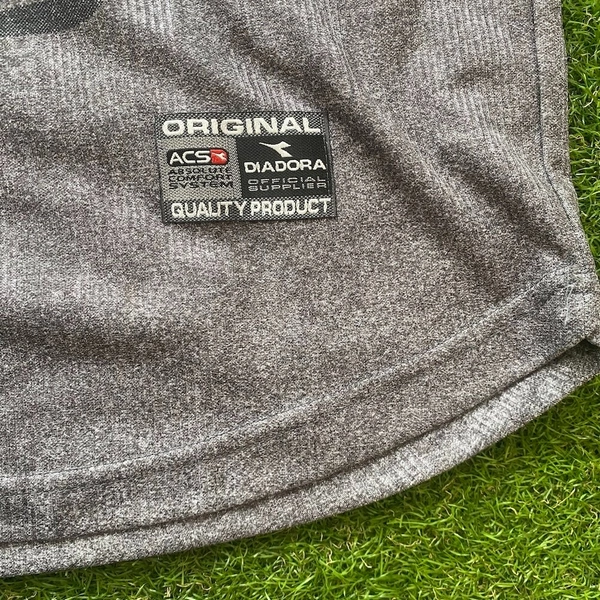 ORIGINAL
ACS
ABSOLUTE
COMFORT
SYSTEM
DIADORA
OFFICIAL
SUPPLIER
QUALITY PRODUCT